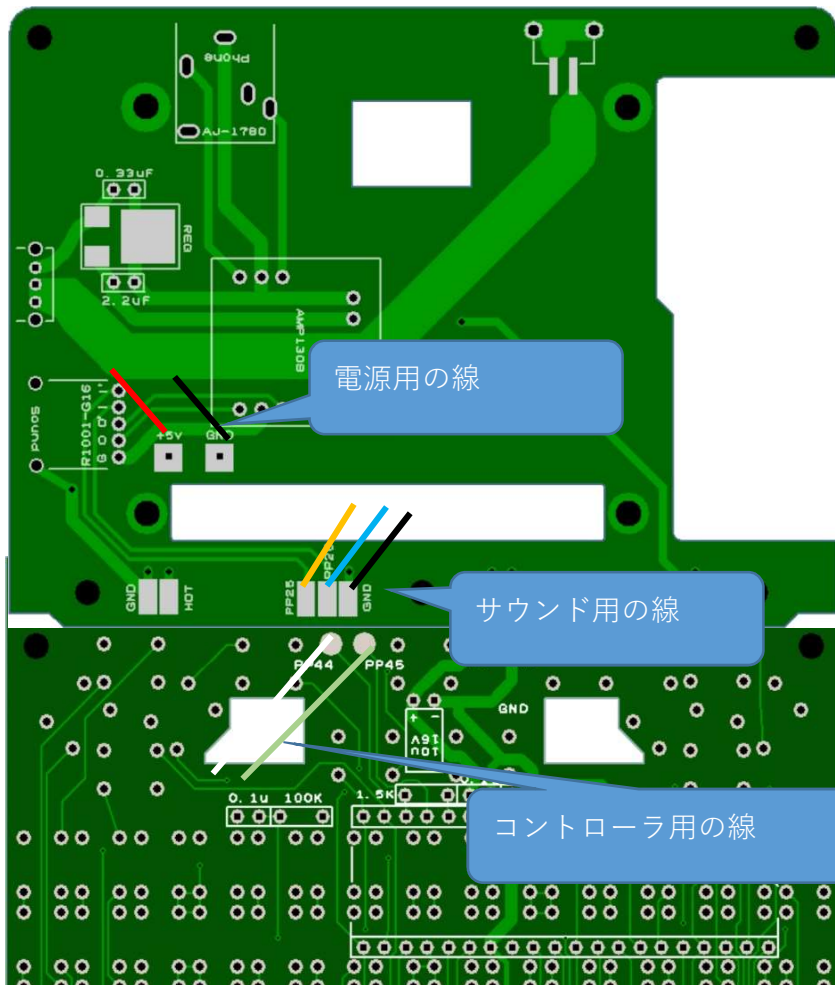 Phone
AJ-1780
0.33uF
REG
2.2uF
AMP1308
電源用の線
R1001-G16
Sound
I
I
D
O
G
+5v
GND
サウンド用の線
GND
HOT
PP25
GND
PP44
PP45
GND
+ -
10u
16V
0.1u
100K
1.5K
コントローラ用の線